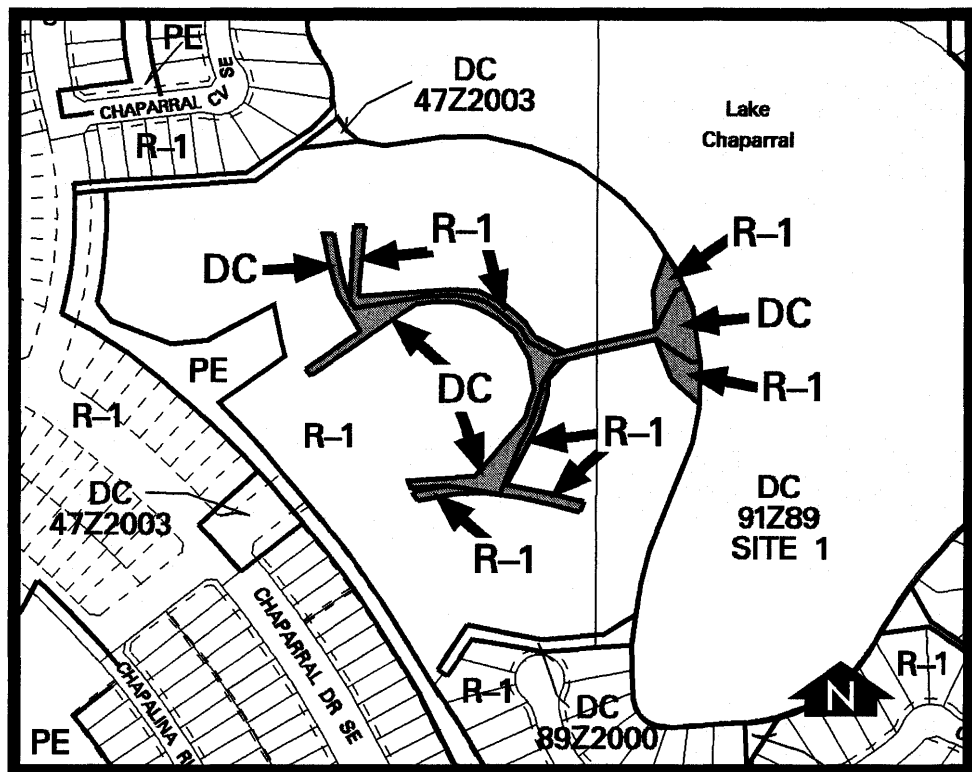 PE
CHAPARRAL CV SE
R–1
DC
47Z2003
Lake
Chaparral
R–1
R–1
DC
DC
PE
DC
R–1
R–1
R–1
R–1
DC
47Z2003
DC
91Z89
SITE 1
R–1
CHAPARRAL DR SE
R–1
R–1
CHAPALINA
DC
89Z2000
N
PE